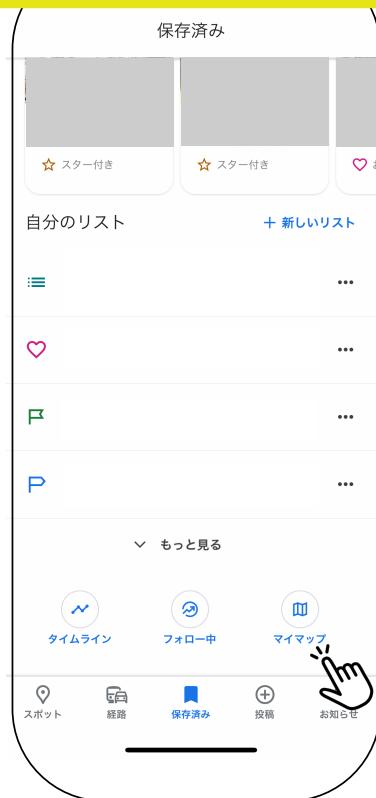 保存済み
スター付き
スター付き
自分のリスト
+ 新しいリスト
もっと見る
タイムライン
フォロー中
マイマップ
スポット
経路
保存済み
投稿
お知らせ